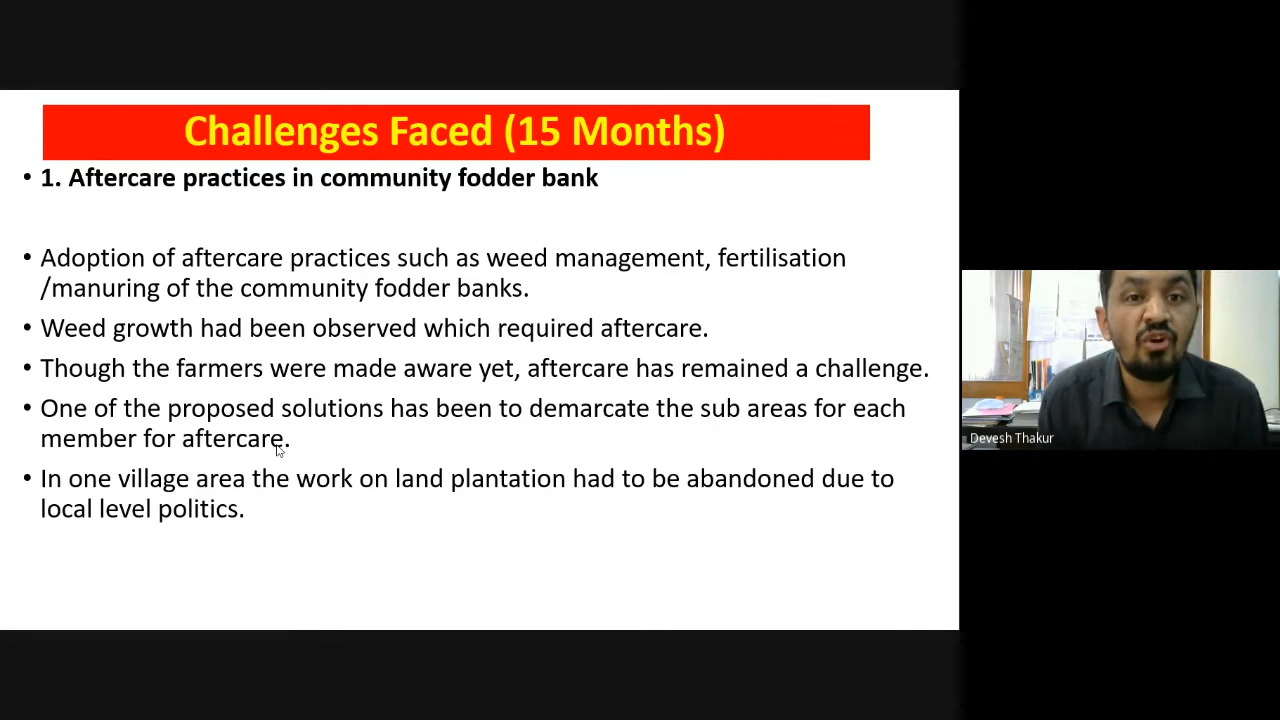 Challenges Faced (15 Months)
• 1. Aftercare practices in community fodder bank
• Adoption of aftercare practices such as weed management, fertilisation
/manuring of the community fodder banks.
• Weed growth had been observed which required aftercare.
• Though the farmers were made aware yet, aftercare has remained a challenge.
• One of the proposed solutions has been to demarcate the sub areas for each
member for aftercare.
• In one village area the work on land plantation had to be abandoned due to
local level politics.
Devesh Thakur